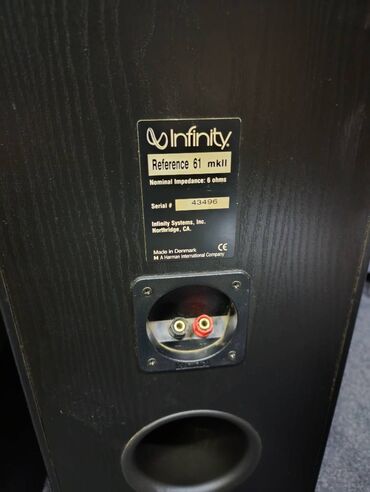 Infinity.
Reference 61 mkII
Nominal Impedance: 6 ohms
Serial # 43496
Infinity Systems, Inc.
Northridge, CA.
Made in Denmark
A Harman International Company CE